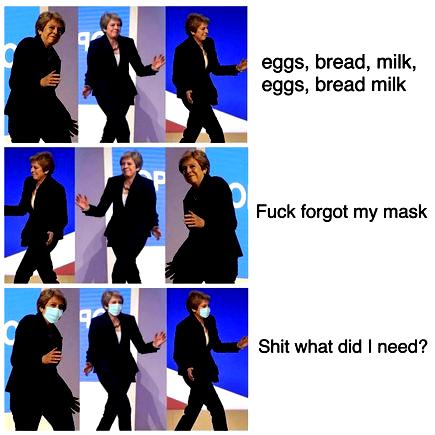 eggs, bread, milk,
eggs, bread milk
Fuck forgot my mask
Shit what did I need?